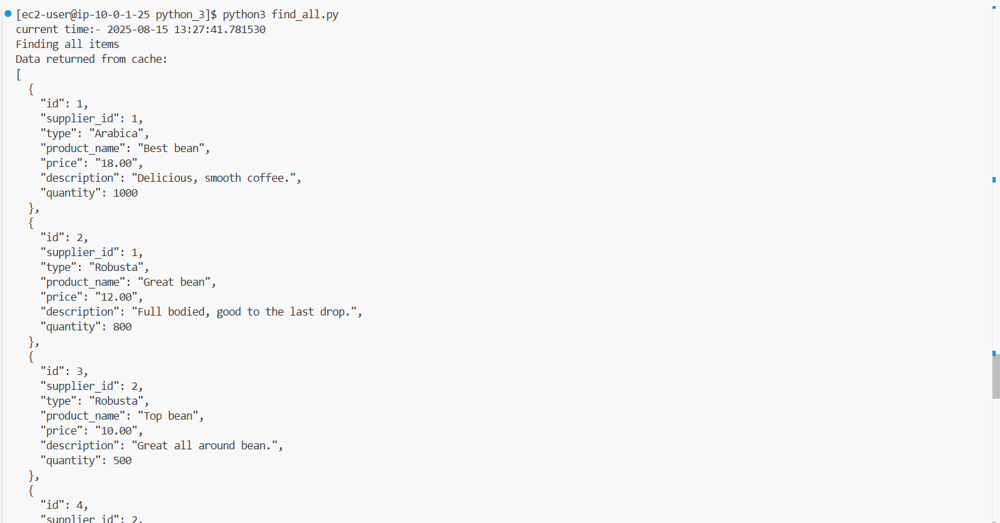 [ec2-user@ip-10-0-1-25 python_3]$ python3 find_all.py
current time:- 2025-08-15 13:27:41.781530
Finding all items
Data returned from cache:
[
  {
    "id": 1,
    "supplier_id": 1,
    "type": "Arabica",
    "product_name": "Best bean",
    "price": "18.00",
    "description": "Delicious, smooth coffee.",
    "quantity": 1000
  },
  {
    "id": 2,
    "supplier_id": 1,
    "type": "Robusta",
    "product_name": "Great bean",
    "price": "12.00",
    "description": "Full bodied, good to the last drop.",
    "quantity": 800
  },
  {
    "id": 3,
    "supplier_id": 2,
    "type": "Robusta",
    "product_name": "Top bean",
    "price": "10.00",
    "description": "Great all around bean.",
    "quantity": 500
  },
  {
    "id": 4,
    "supplier_id": 2,